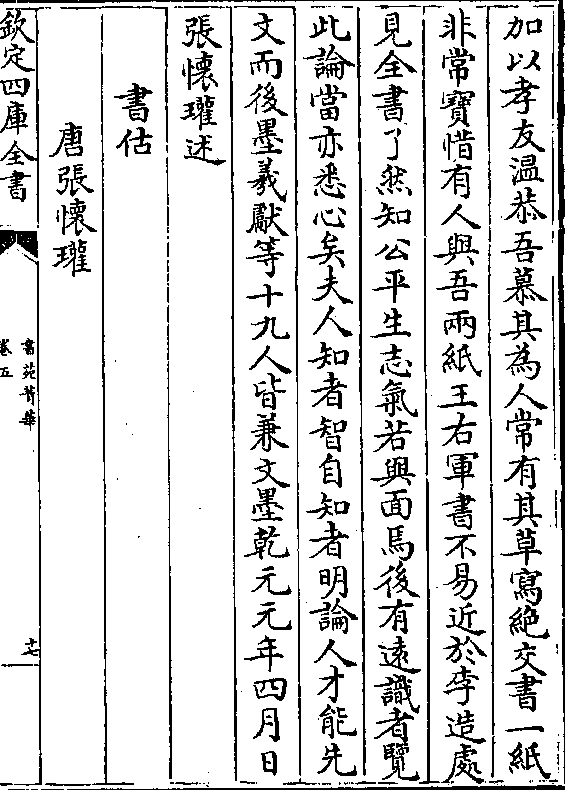 加以孝友温恭吾慕其為人常有其草寫絶交書一紙
非常寶惜有人與吾兩紙王右軍書不易近於李造處
見全書了然知公平生志氣若與面焉後有遠識者覽
此論當亦悉心矣夫人知者智自知者明論人才能先
文而後墨羲獻等十九人皆兼文墨乾元元年四月日
張懷瓘述
書估
唐張懷瓘
欽定四庫全書
書苑菁華
卷五
十七